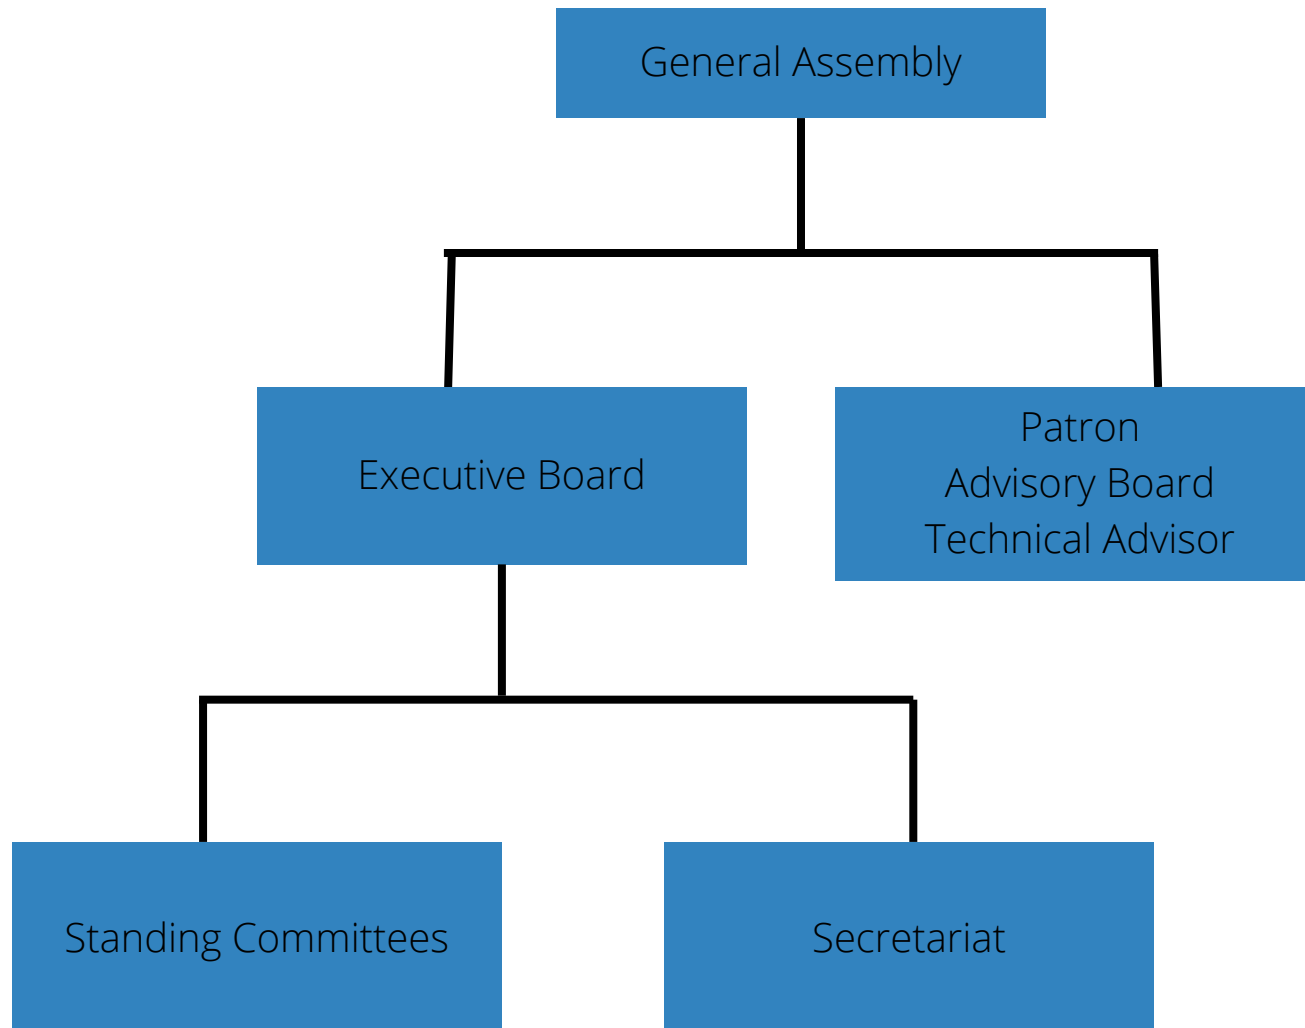 General Assembly
Executive Board
Patron
Advisory Board
Technical Advisor
Standing Committees
Secretariat